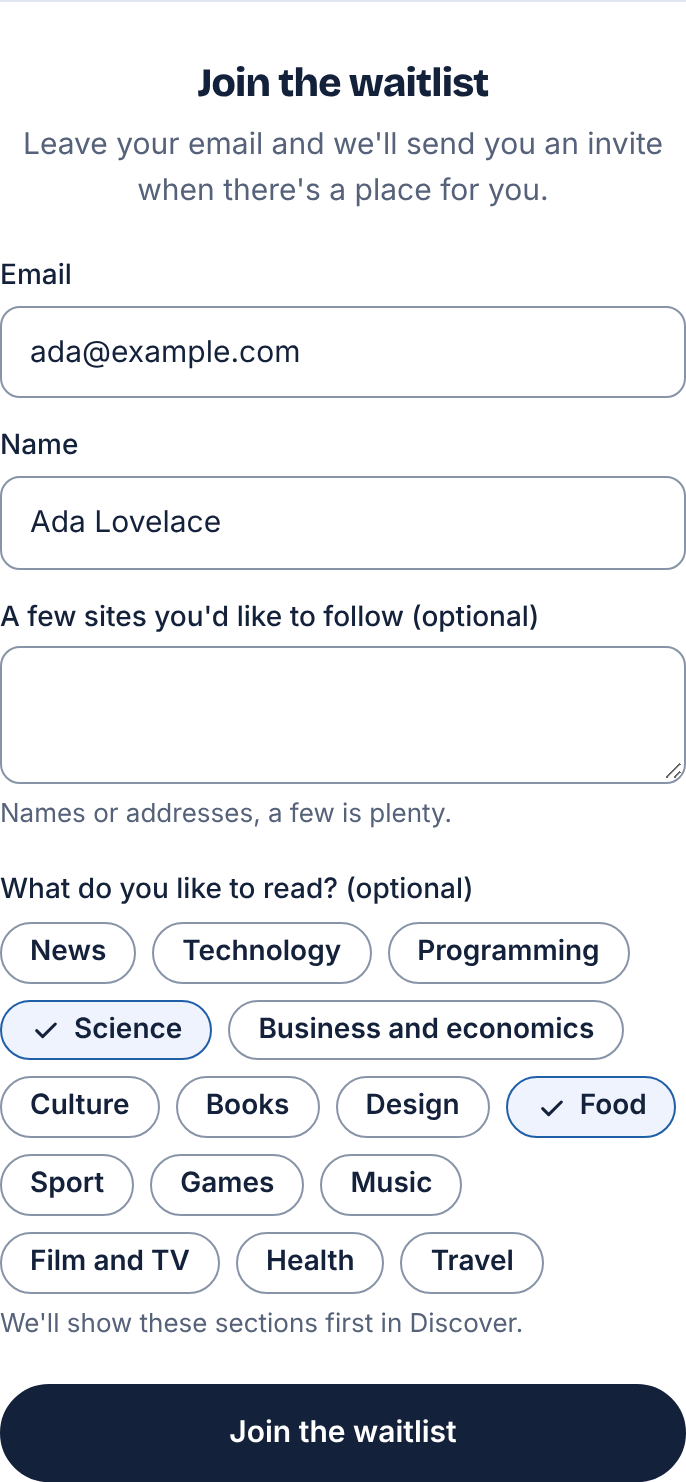 Join the waitlist
Leave your email and we'll send you an invite
when there's a place for you.
Email
ada@example.com
Name
Ada Lovelace
A few sites you'd like to follow (optional)
Names or addresses, a few is plenty.
What do you like to read? (optional)
News Technology Programming
Science Business and economics
Culture Books Design Food
Sport Games Music
Film and TV Health Travel
We'll show these sections first in Discover.
Join the waitlist